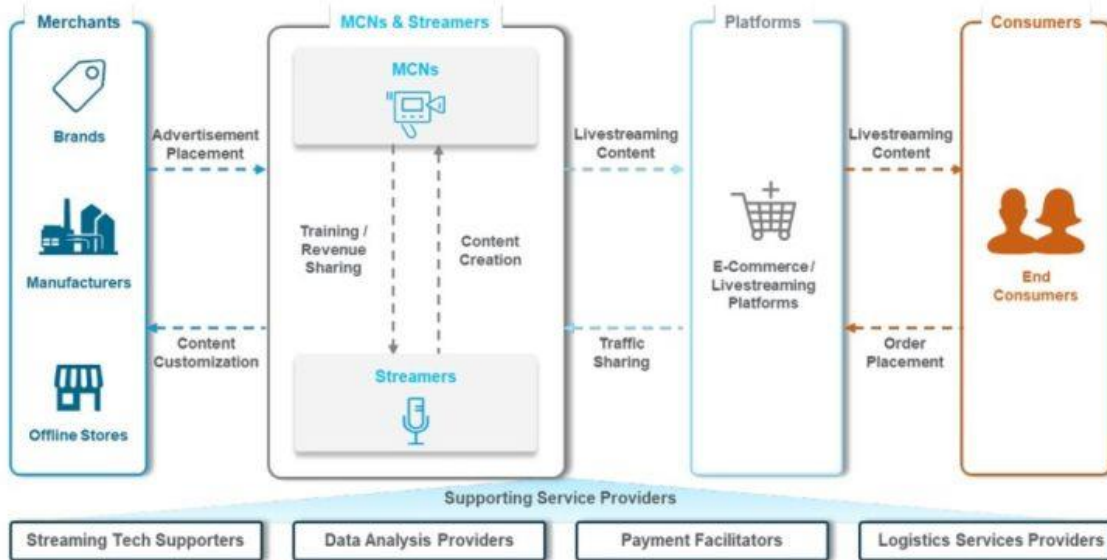 Merchants
MCNs & Streamers
Platforms
Consumers
MCNs
Brands
Advertisement
Placement
Livestreaming
Content
Livestreaming
Content
Manufacturers
Training /
Revenue
Sharing
Content
Creation
E-Commerce /
Livestreaming
Platforms
End
Consumers
Content
Customization
Traffic
Sharing
Order
Placement
Streamers
Offline Stores
Supporting Service Providers
Streaming Tech Supporters
Data Analysis Providers
Payment Facilitators
Logistics Services Providers